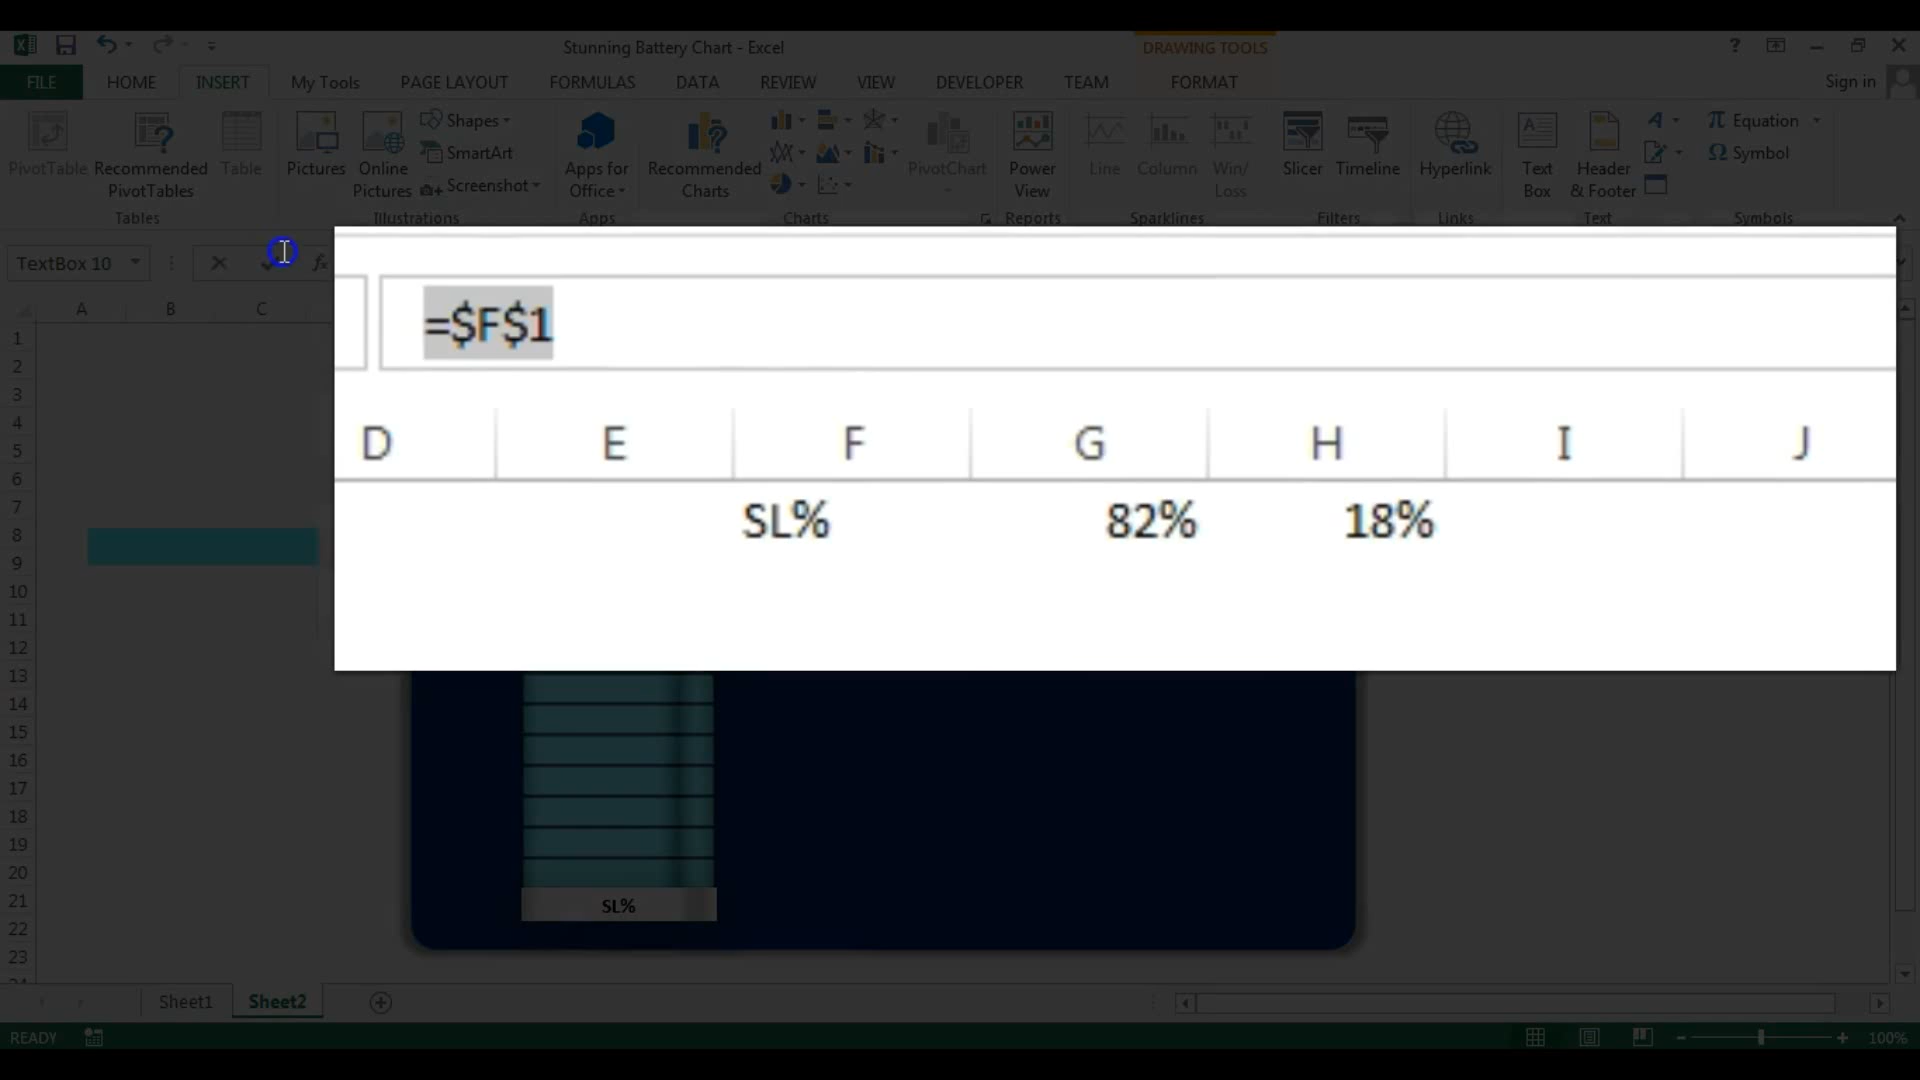 Stunning Battery Chart - Excel
DRAWING TOOLS
?
FILE HOME INSERT My Tools PAGE LAYOUT FORMULAS DATA REVIEW VIEW DEVELOPER TEAM FORMAT
Sign in
PivotTable
Recommended
PivotTables
Table
Pictures
Online
Pictures
Shapes
SmartArt
Screenshot
Apps for
Office
Recommended
Charts
PivotChart
Power
View
Line
Column
Win/
Loss
Slicer
Timeline
Hyperlink
Text
Box
Header
& Footer
π Equation
Ω Symbol
Tables Illustrations Apps Charts Reports Sparklines Filters Links Text Symbols
TextBox 10
fx
=$F$1
A B C
D E F G H I J
SL% 82% 18%
1
2
3
4
5
6
7
8
9
10
11
12
13
14
15
16
17
18
19
20
21
22
23
SL%
Sheet1 Sheet2
READY
100%